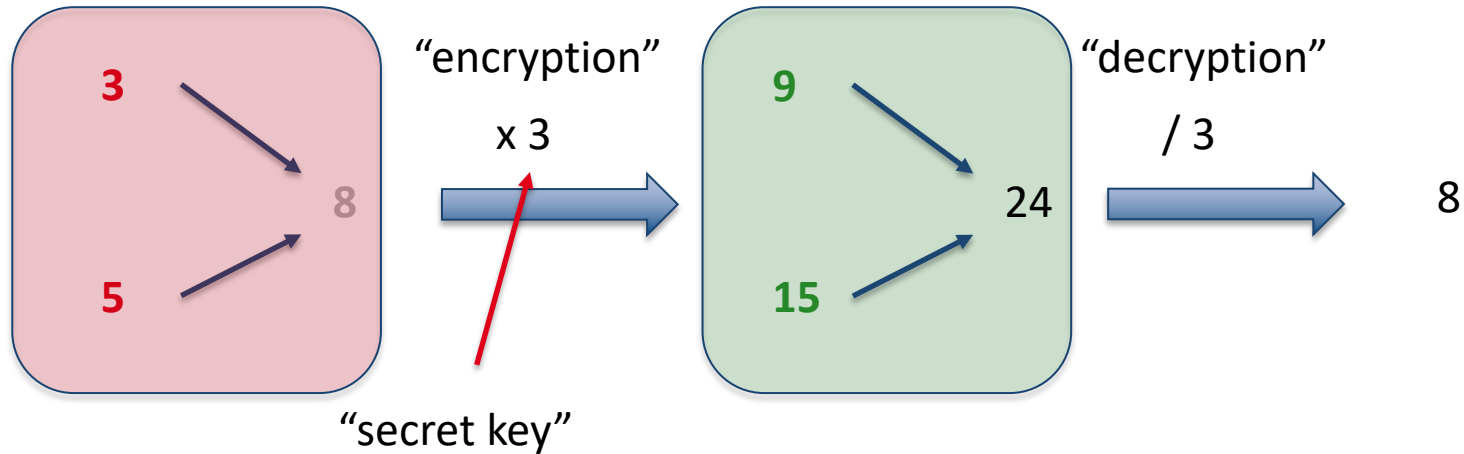 “encryption”
“decryption”
3
9
x 3
/ 3
8
24
8
5
15
“secret key”